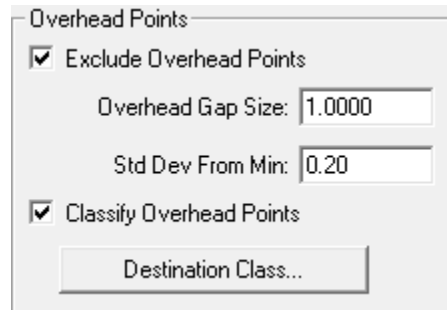 Overhead Points
Exclude Overhead Points
Overhead Gap Size: 1.0000
Std Dev From Min: 0.20
Classify Overhead Points
Destination Class...